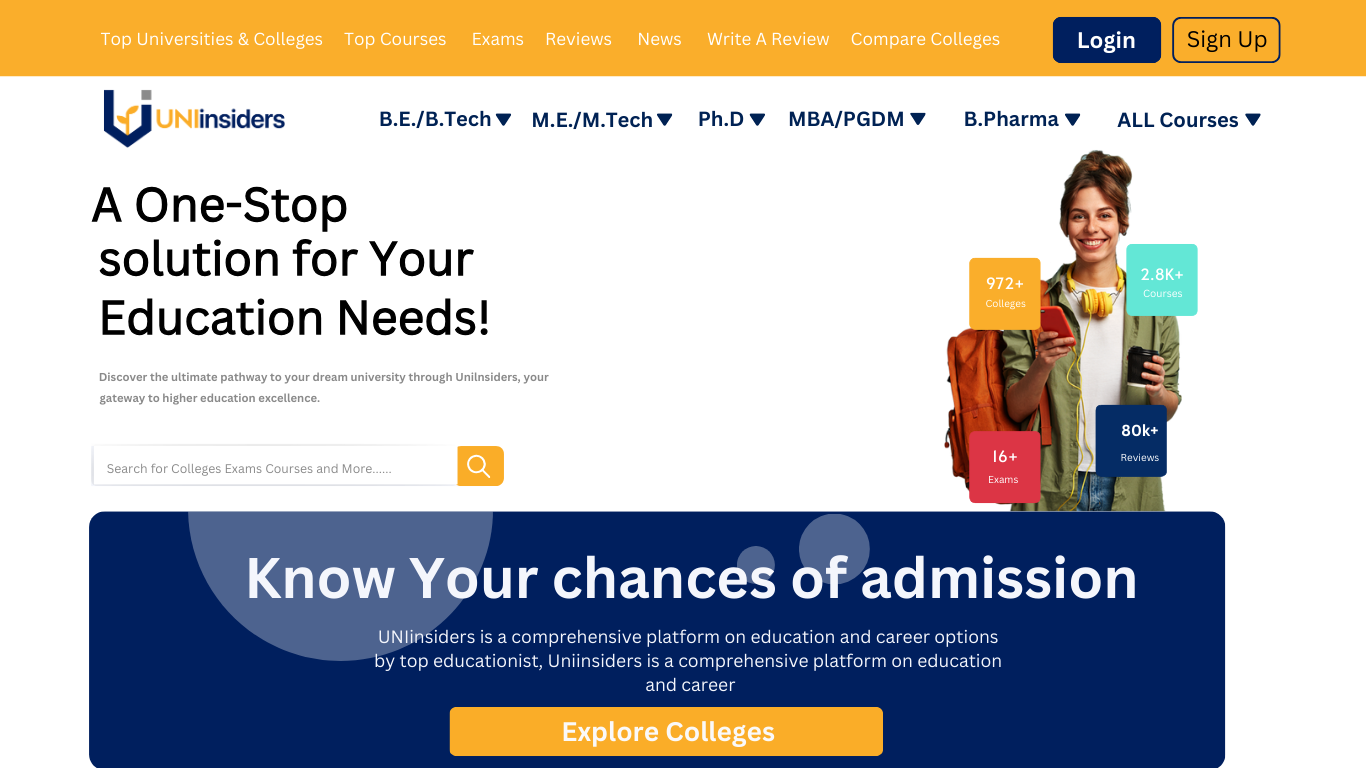 Top Universities & Colleges Top Courses Exams Reviews News Write A Review Compare Colleges Login Sign Up
UNIinsiders B.E./B.Tech M.E./M.Tech Ph.D MBA/PGDM B.Pharma ALL Courses
A One-Stop
solution for Your
Education Needs!
Discover the ultimate pathway to your dream university through UniInsiders, your
gateway to higher education excellence.
Search for Colleges Exams Courses and More......
972+
Colleges
2.8K+
Courses
16+
Exams
80k+
Reviews
Know Your chances of admission
UNIinsiders is a comprehensive platform on education and career options
by top educationist, Uniinsiders is a comprehensive platform on education
and career
Explore Colleges